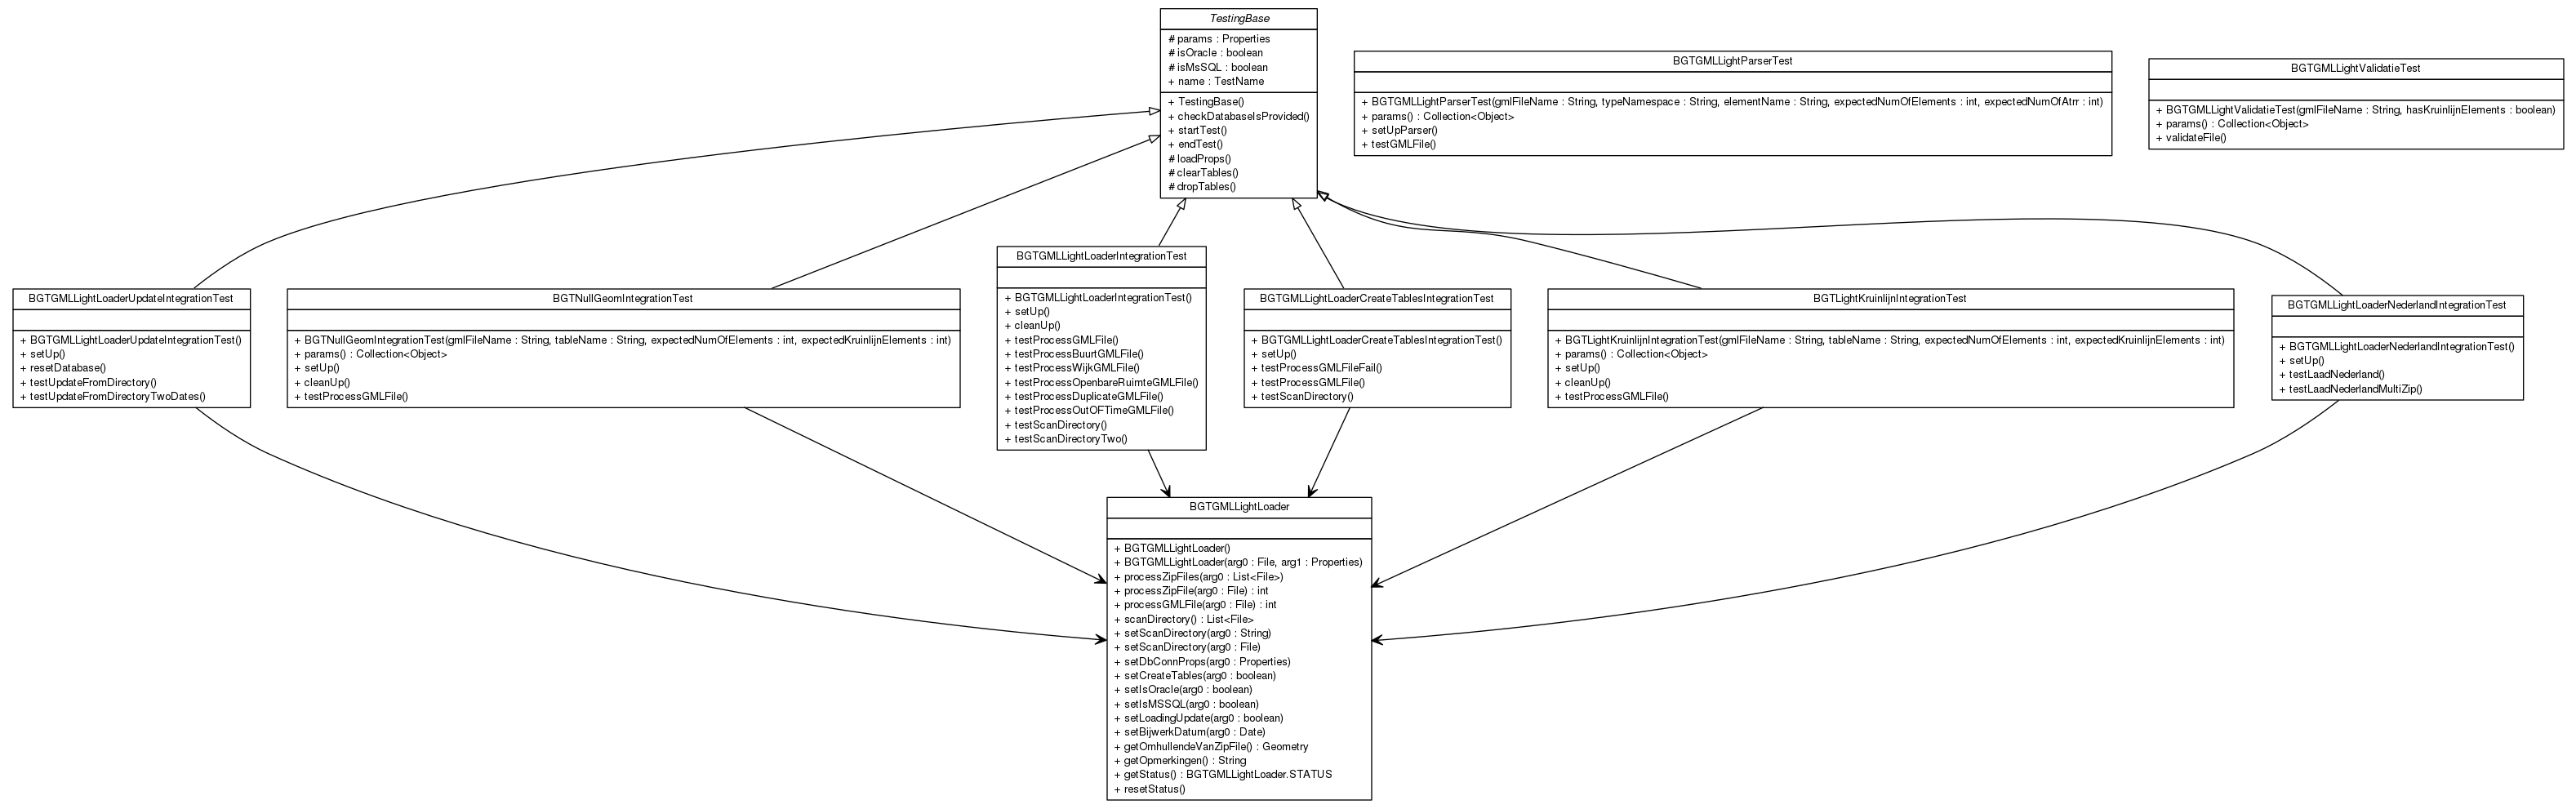 TestingBase
# params : Properties
# isOracle : boolean
# isMsSQL : boolean
+ name : TestName
+ TestingBase()
+ checkDatabaseIsProvided()
+ startTest()
+ endTest()
# loadProps()
# clearTables()
# dropTables()
BGTGMLLightParserTest
+ BGTGMLLightParserTest(gmlFileName : String, typeNamespace : String, elementName : String, expectedNumOfElements : int, expectedNumOfAtrr : int)
+ params() : Collection<Object>
+ setUpParser()
+ testGMLFile()
BGTGMLLightValidatieTest
+ BGTGMLLightValidatieTest(gmlFileName : String, hasKruinlijnElements : boolean)
+ params() : Collection<Object>
+ validateFile()
BGTGMLLightLoaderUpdateIntegrationTest
+ BGTGMLLightLoaderUpdateIntegrationTest()
+ setUp()
+ resetDatabase()
+ testUpdateFromDirectory()
+ testUpdateFromDirectoryTwoDates()
BGTNullGeomIntegrationTest
+ BGTNullGeomIntegrationTest(gmlFileName : String, tableName : String, expectedNumOfElements : int, expectedKruinlijnElements : int)
+ params() : Collection<Object>
+ setUp()
+ cleanUp()
+ testProcessGMLFile()
BGTGMLLightLoaderIntegrationTest
+ BGTGMLLightLoaderIntegrationTest()
+ setUp()
+ cleanUp()
+ testProcessGMLFile()
+ testProcessBuurtGMLFile()
+ testProcessWijkGMLFile()
+ testProcessOpenbareRuimteGMLFile()
+ testProcessDuplicateGMLFile()
+ testProcessOutOFTimeGMLFile()
+ testScanDirectory()
+ testScanDirectoryTwo()
BGTGMLLightLoaderCreateTablesIntegrationTest
+ BGTGMLLightLoaderCreateTablesIntegrationTest()
+ setUp()
+ testProcessGMLFileFail()
+ testProcessGMLFile()
+ testScanDirectory()
BGTLightKruinlijnIntegrationTest
+ BGTLightKruinlijnIntegrationTest(gmlFileName : String, tableName : String, expectedNumOfElements : int, expectedKruinlijnElements : int)
+ params() : Collection<Object>
+ setUp()
+ cleanUp()
+ testProcessGMLFile()
BGTGMLLightLoaderNederlandIntegrationTest
+ BGTGMLLightLoaderNederlandIntegrationTest()
+ setUp()
+ testLaadNederland()
+ testLaadNederlandMultiZip()
BGTGMLLightLoader
+ BGTGMLLightLoader()
+ BGTGMLLightLoader(arg0 : File, arg1 : Properties)
+ processZipFiles(arg0 : List<File>)
+ processZipFile(arg0 : File) : int
+ processGMLFile(arg0 : File) : int
+ scanDirectory() : List<File>
+ setScanDirectory(arg0 : String)
+ setScanDirectory(arg0 : File)
+ setDbConnProps(arg0 : Properties)
+ setCreateTables(arg0 : boolean)
+ setIsOracle(arg0 : boolean)
+ setIsMSSQL(arg0 : boolean)
+ setLoadingUpdate(arg0 : boolean)
+ setBijwerkDatum(arg0 : Date)
+ getOmhullendeVanZipFile() : Geometry
+ getOpmerkingen() : String
+ getStatus() : BGTGMLLightLoader.STATUS
+ resetStatus()